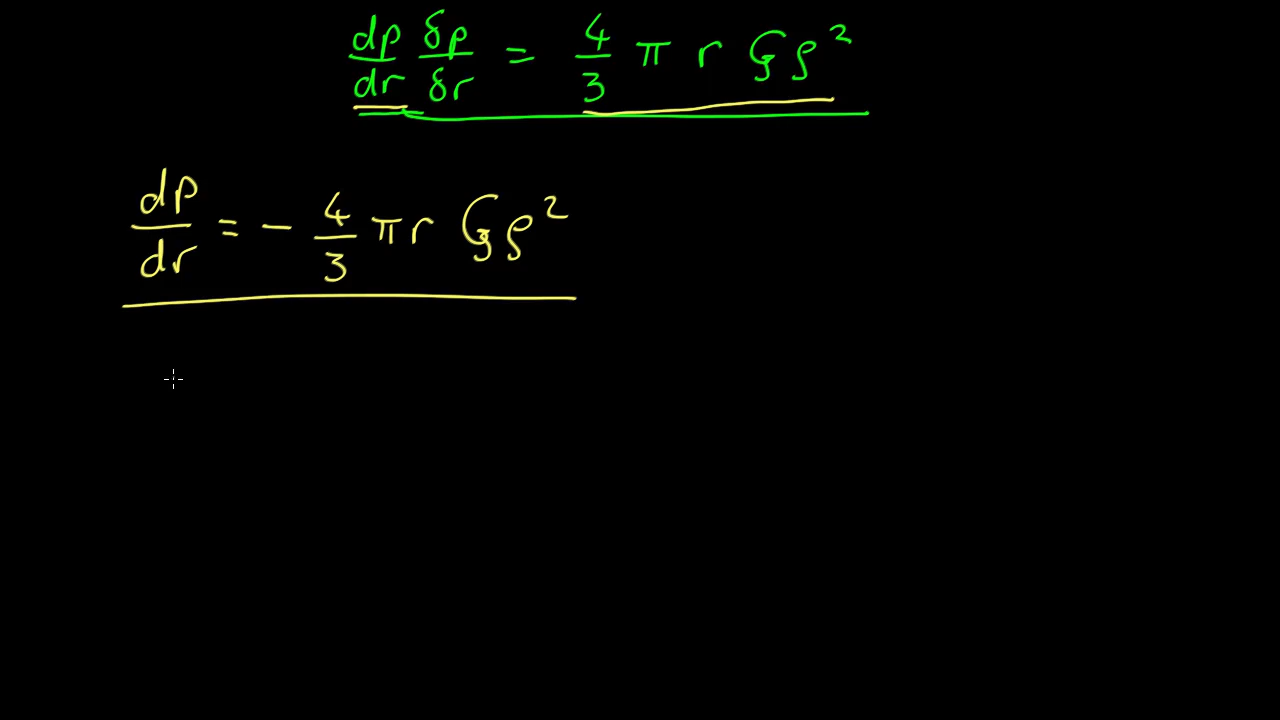 dp/dr δp/δr = 4/3 π r G ρ²
dp/dr = - 4/3 π r G ρ²